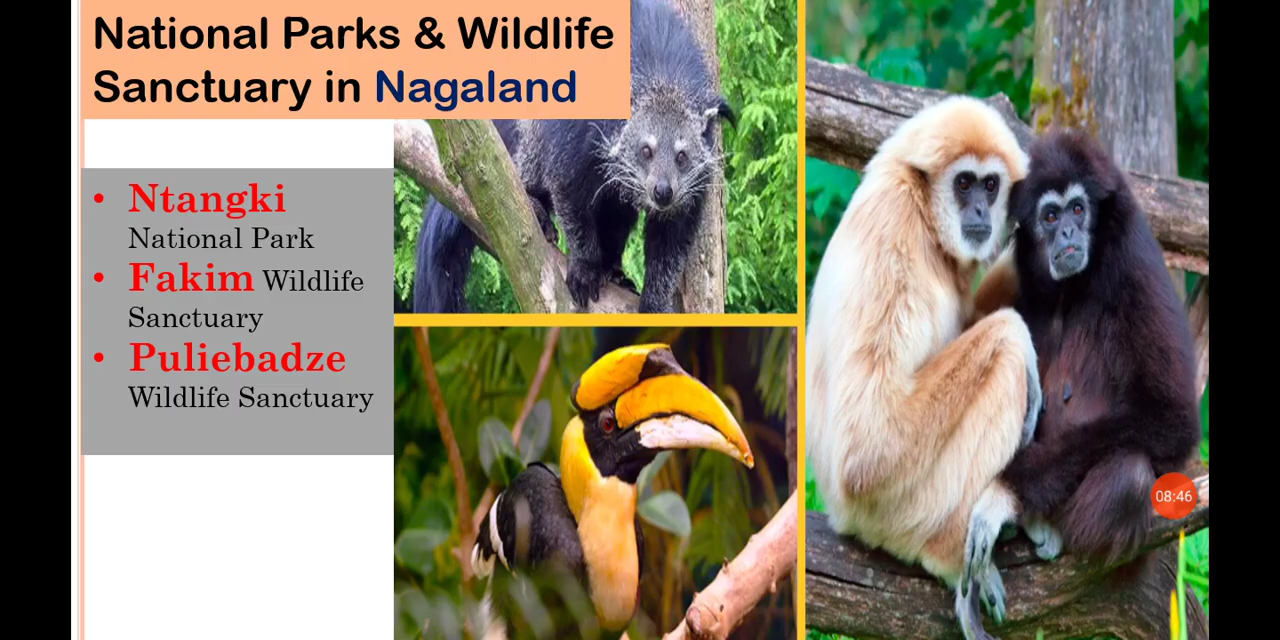 National Parks & Wildlife
Sanctuary in Nagaland
• Ntangki
National Park
• Fakim Wildlife
Sanctuary
• Puliebadze
Wildlife Sanctuary
08:46